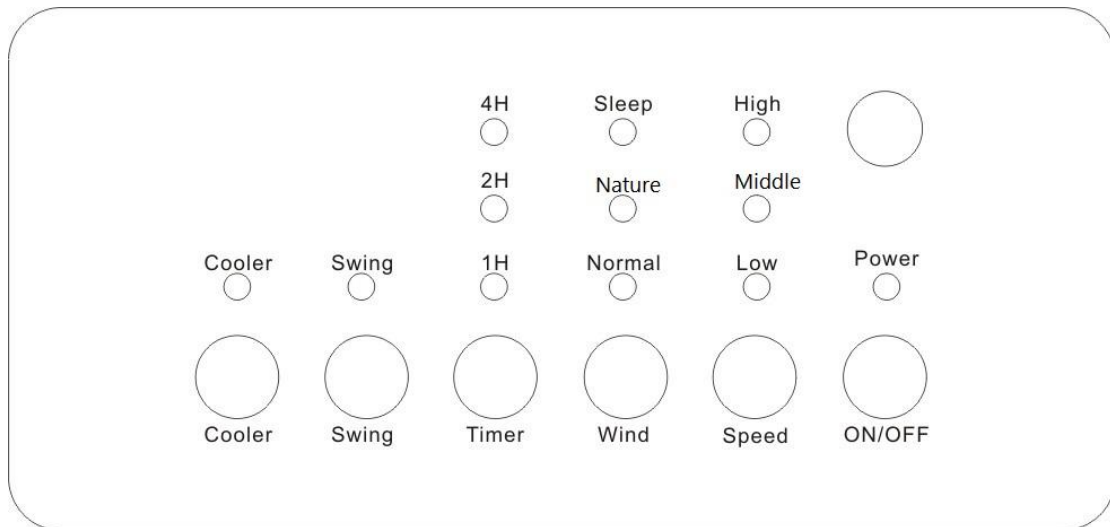 4H Sleep High
2H Nature Middle
Cooler Swing 1H Normal Low Power
Cooler Swing Timer Wind Speed ON/OFF